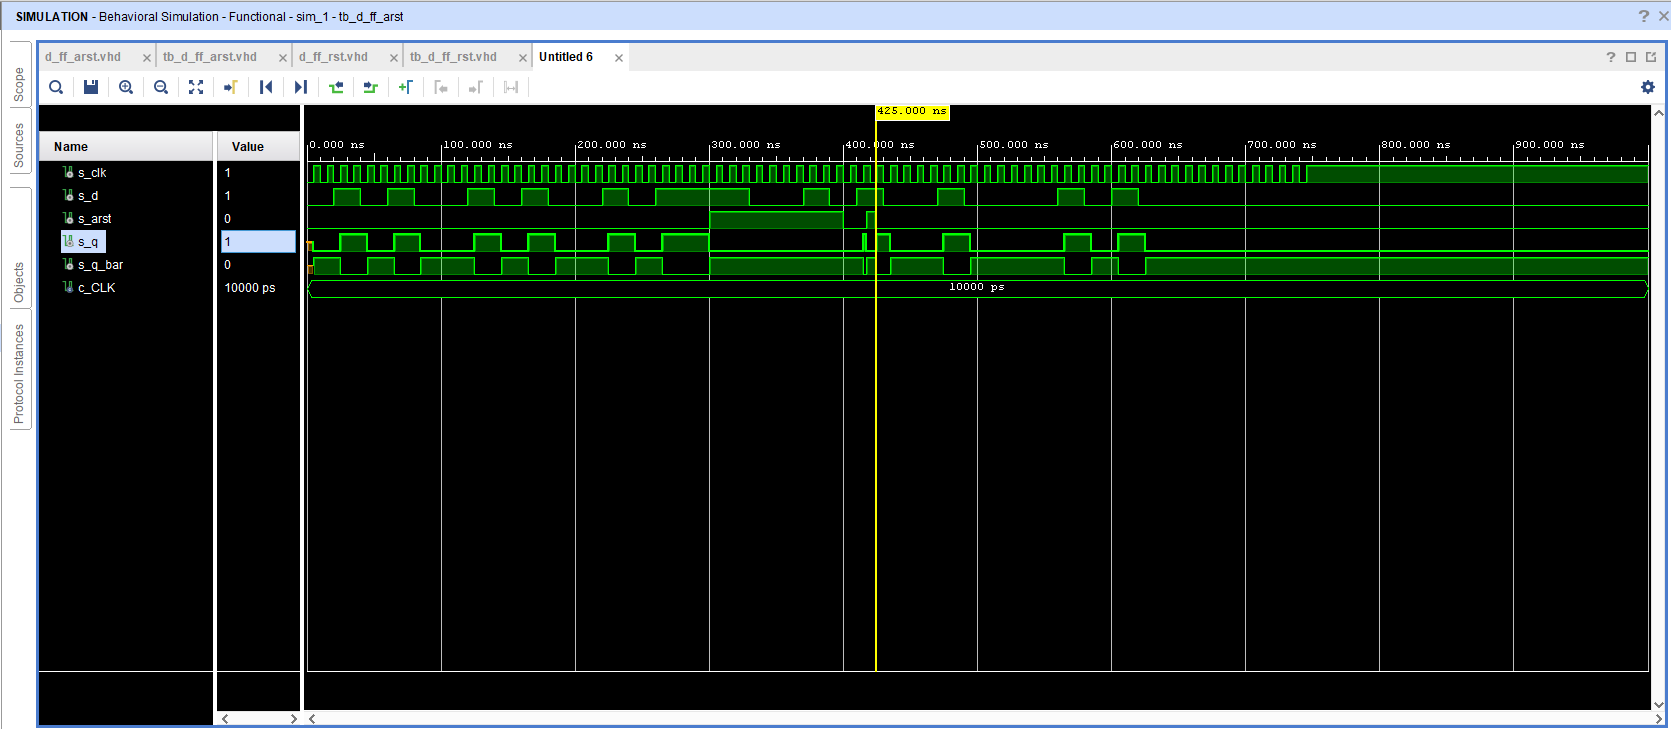 SIMULATION - Behavioral Simulation - Functional - sim_1 - tb_d_ff_arst
? ×
Scope
Sources
Objects
Protocol Instances
d_ff_arst.vhd × tb_d_ff_arst.vhd × d_ff_rst.vhd × tb_d_ff_rst.vhd × Untitled 6 ×
?
425.000 ns
Name Value
0.000 ns 100.000 ns 200.000 ns 300.000 ns 400.000 ns 500.000 ns 600.000 ns 700.000 ns 800.000 ns 900.000 ns
s_clk 1
s_d 1
s_arst 0
s_q 1
s_q_bar 0
c_CLK 10000 ps 10000 ps